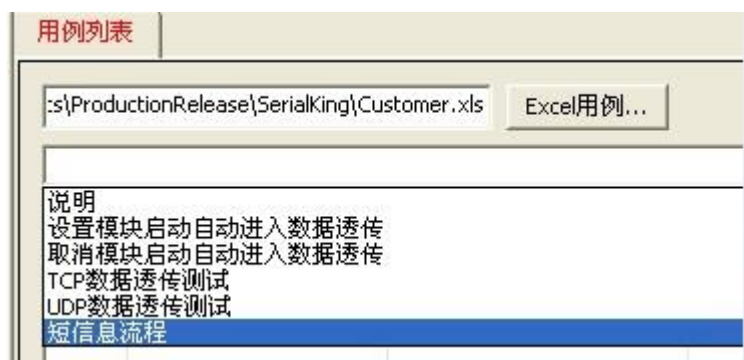 用例列表
:s\ProductionRelease\SerialKing\Customer.xls Excel用例...
说明
设置模块启动自动进入数据透传
取消模块启动自动进入数据透传
TCP数据透传测试
UDP数据透传测试
短信息流程